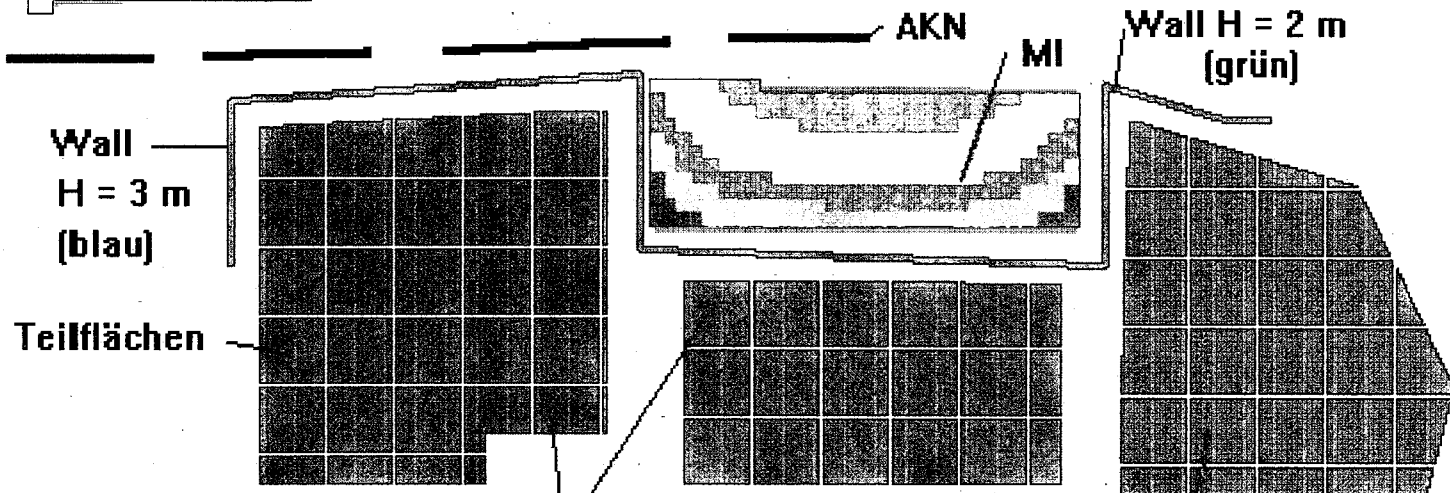 AKN
MI
Wall H = 2 m
(grün)
Wall
H = 3 m
(blau)
Teilflächen